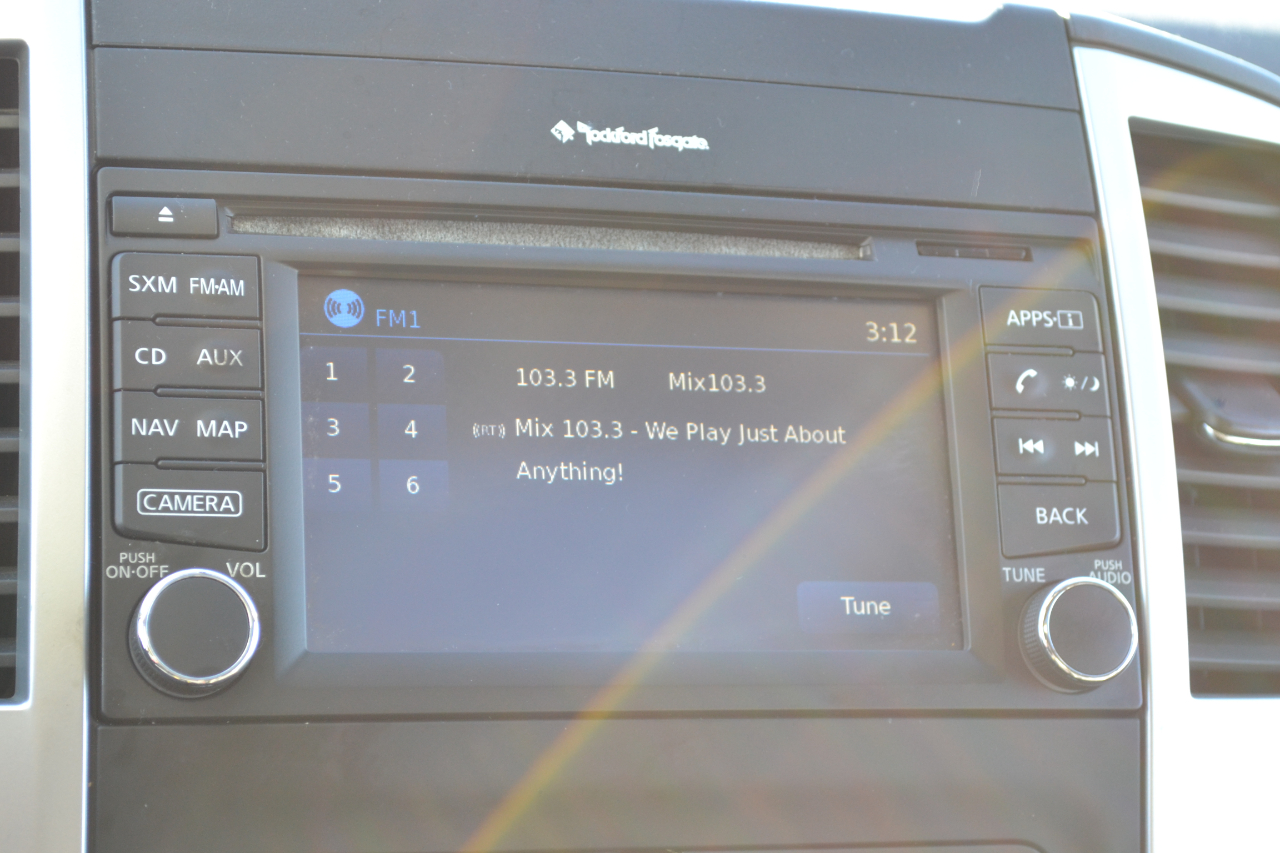 Rockford Fosgate
SXM FM·AM
CD AUX
NAV MAP
CAMERA
PUSH
ON·OFF
VOL
FM1
3:12
1 2
3 4
5 6
103.3 FM Mix103.3
RT Mix 103.3 - We Play Just About
Anything!
Tune
APPS·i
BACK
TUNE
PUSH
AUDIO